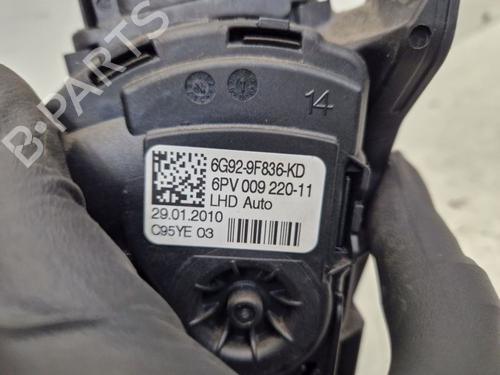 B-PARTS
14
6G92-9F836-KD
6PV 009 220-11
LHD Auto
29.01.2010
C95YE 03